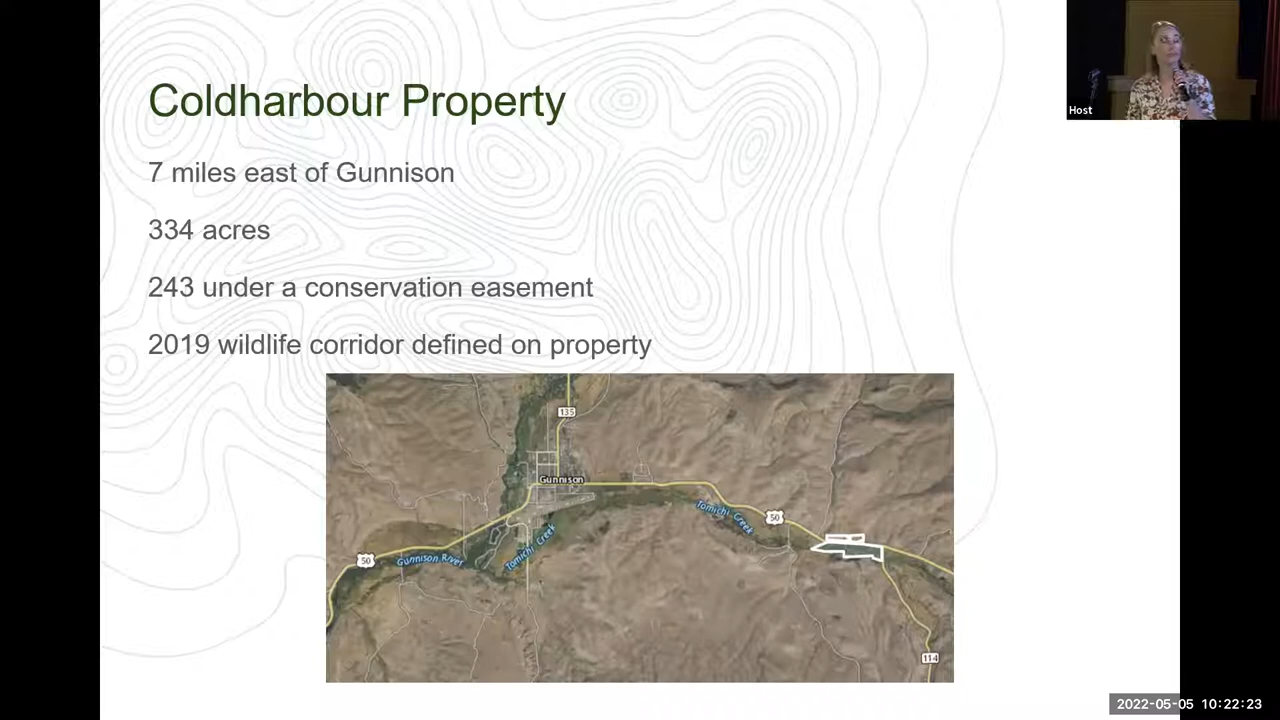 Coldharbour Property
Host
7 miles east of Gunnison
334 acres
243 under a conservation easement
2019 wildlife corridor defined on property
135
Gunnison
Tomichi Creek
50
50
Gunnison River
Tomichi Creek
114
2022-05-05 10:22:23